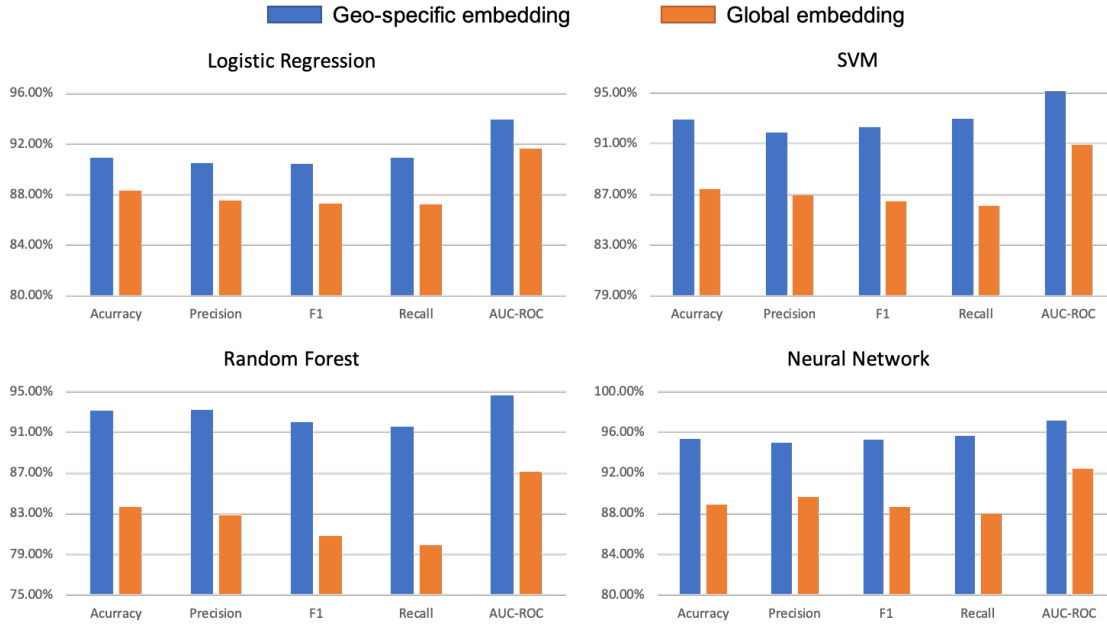 Geo-specific embedding Global embedding
Logistic Regression
96.00%
92.00%
88.00%
84.00%
80.00%
Acurracy Precision F1 Recall AUC-ROC
SVM
95.00%
91.00%
87.00%
83.00%
79.00%
Acurracy Precision F1 Recall AUC-ROC
Random Forest
95.00%
91.00%
87.00%
83.00%
79.00%
75.00%
Acurracy Precision F1 Recall AUC-ROC
Neural Network
100.00%
96.00%
92.00%
88.00%
84.00%
80.00%
Acurracy Precision F1 Recall AUC-ROC